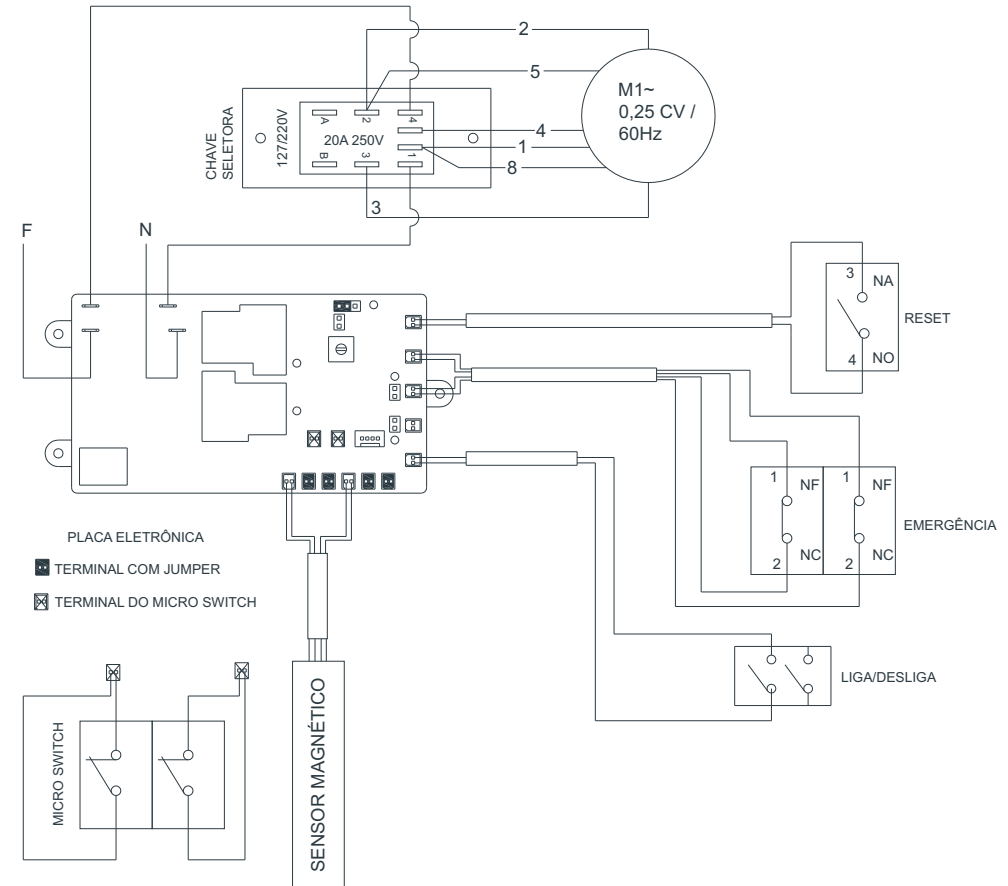 2
5
4
1
8
3
M1~
0,25 CV /
60Hz
CHAVE
SELETORA
127/220V
A
2
4
20A 250V
B
3
1
F
N
3
NA
4
NO
RESET
1
NF
1
NF
2
NC
2
NC
EMERGÊNCIA
PLACA ELETRÔNICA
TERMINAL COM JUMPER
TERMINAL DO MICRO SWITCH
LIGA/DESLIGA
MICRO SWITCH
SENSOR MAGNÉTICO